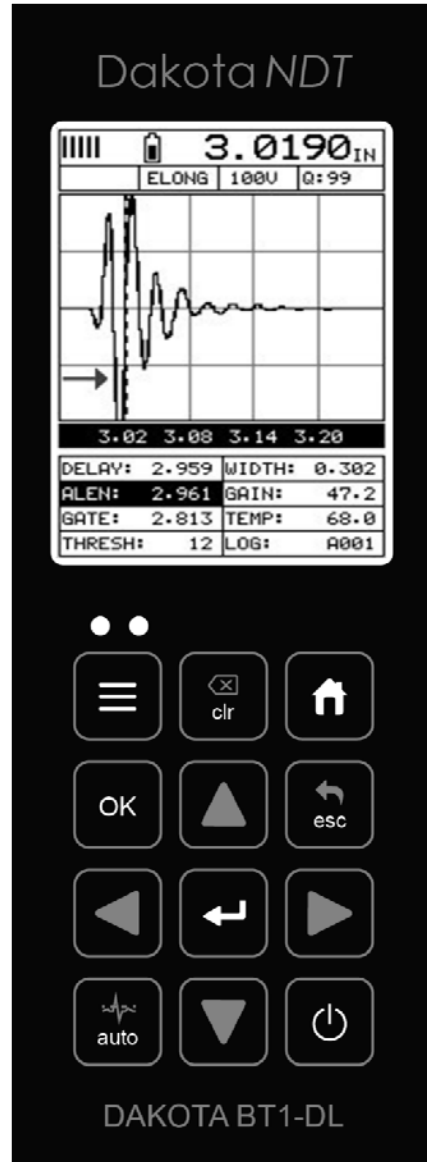 Dakota NDT
3.0190 IN
ELONG 100V Q:99
3.02 3.08 3.14 3.20
DELAY: 2.959 WIDTH: 0.302
ALEN: 2.961 GAIN: 47.2
GATE: 2.813 TEMP: 68.0
THRESH: 12 LOG: A001
clr
OK
esc
auto
DAKOTA BT1-DL